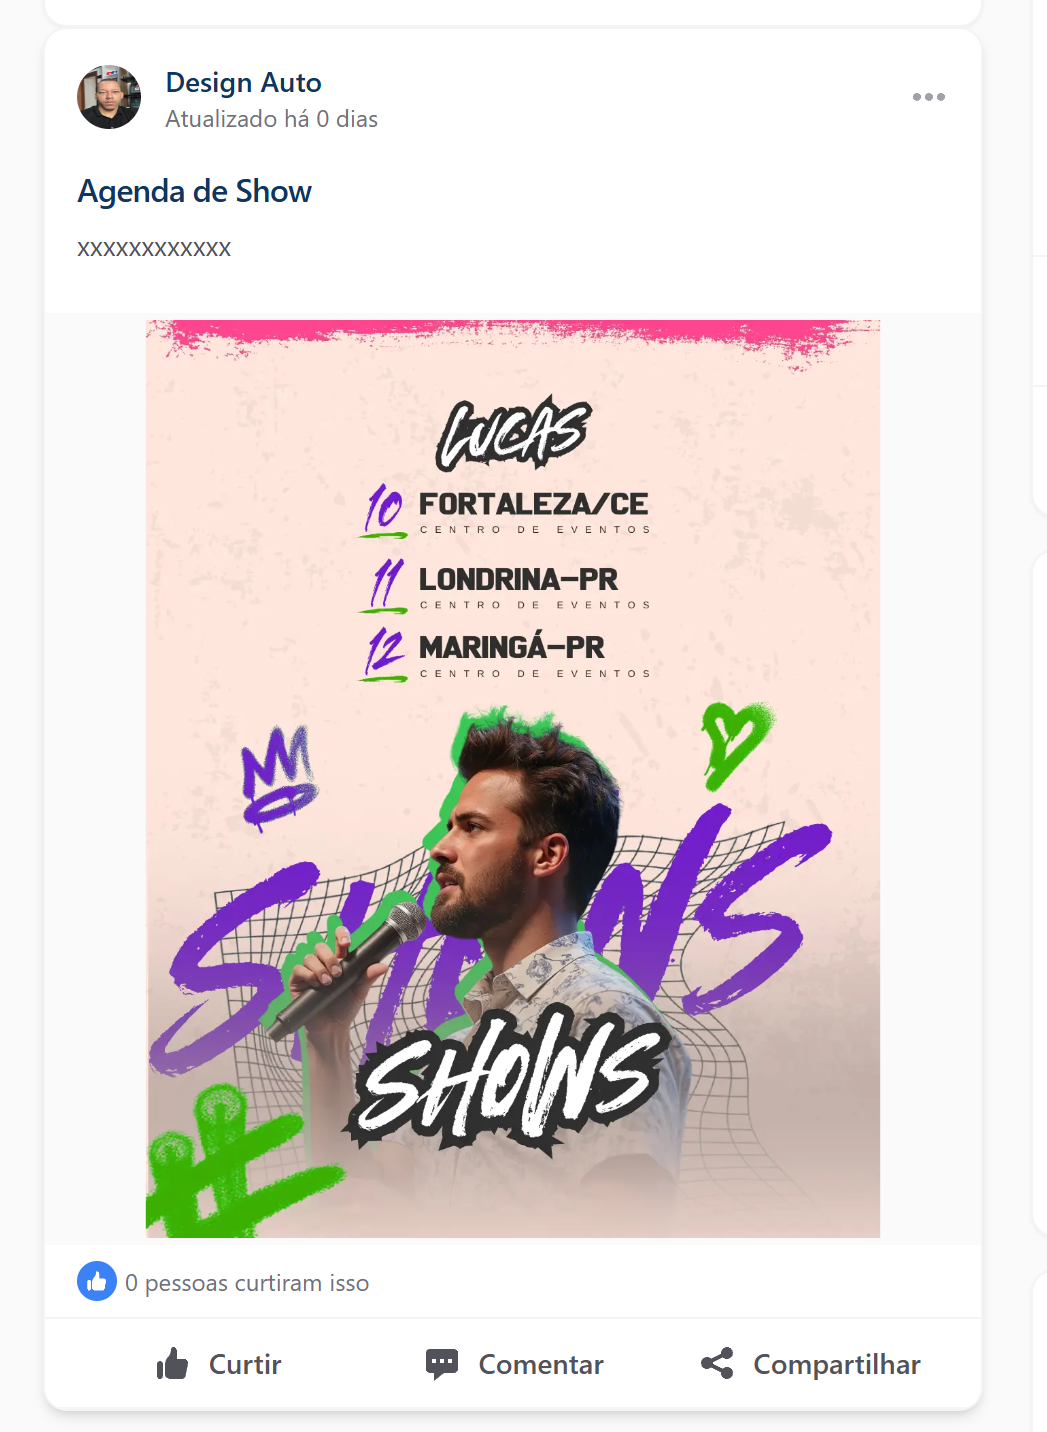 Design Auto
Atualizado há 0 dias
Agenda de Show
xxxxxxxxxxxx
LUCAS
10 FORTALEZA/CE
CENTRO DE EVENTOS
11 LONDRINA-PR
CENTRO DE EVENTOS
12 MARINGÁ-PR
CENTRO DE EVENTOS
SHOWS
SHOWS
0 pessoas curtiram isso
Curtir
Comentar
Compartilhar